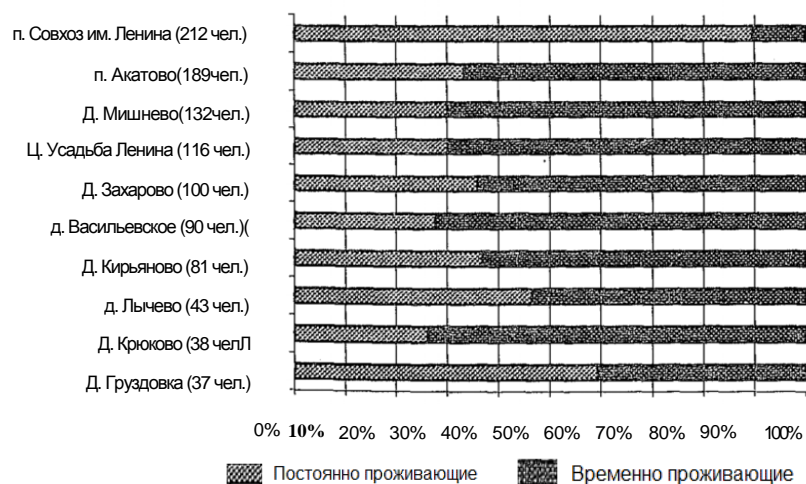 п. Совхоз им. Ленина (212 чел.)
п. Акатово(189чел.)
Д. Мишнево(132чел.)
Ц. Усадьба Ленина (116 чел.)
Д. Захарово (100 чел.)
д. Васильевское (90 чел.)(
Д. Кирьяново (81 чел.)
д. Лычево (43 чел.)
Д. Крюково (38 челЛ
Д. Груздовка (37 чел.)
0% 10% 20% 30% 40% 50% 60% 70% 80% 90% 100%
Постоянно проживающие Временно проживающие